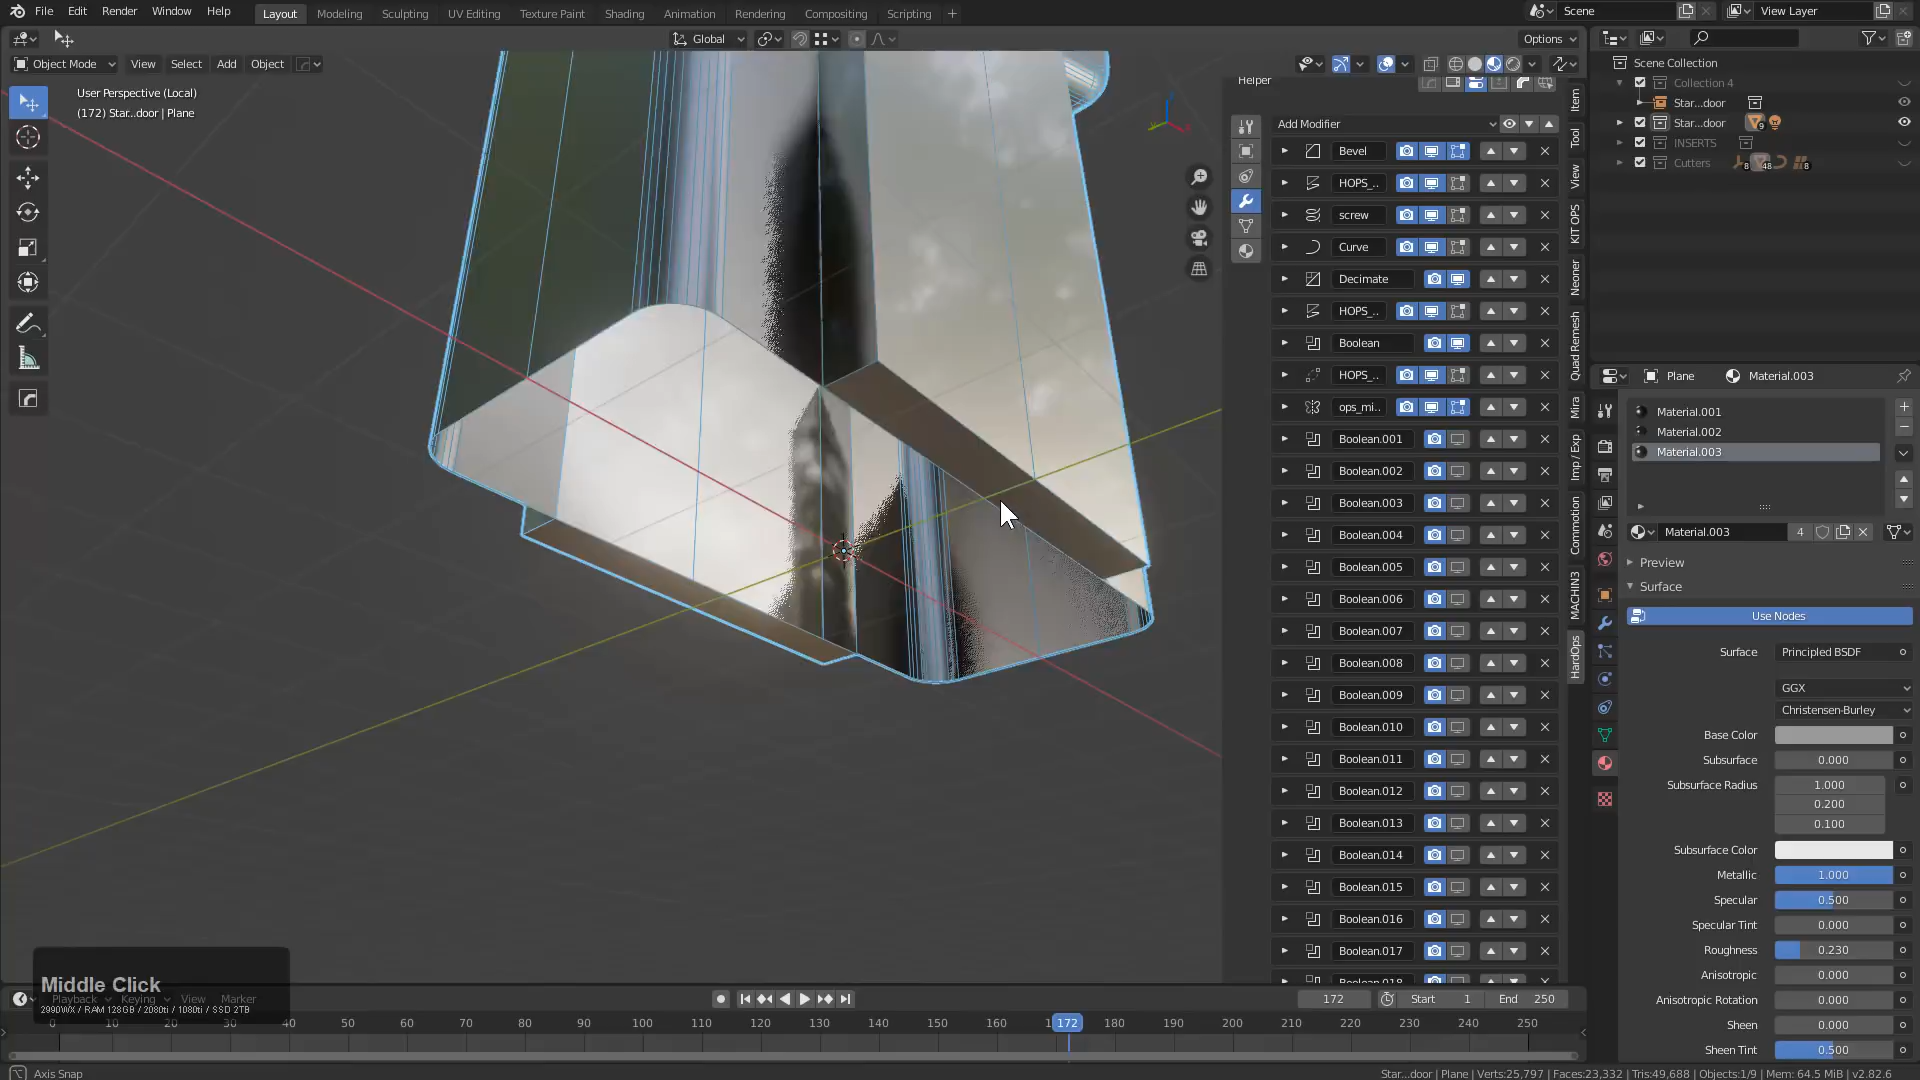 File Edit Render Window Help Layout Modeling Sculpting UV Editing Texture Paint Shading Animation Rendering Compositing Scripting + Scene View Layer
Global Options
Object Mode View Select Add Object
User Perspective (Local)
(172) Star...door | Plane
Helper
Add Modifier
Bevel
HOPS_..
screw
Curve
Decimate
HOPS_..
Boolean
HOPS_..
ops_mi..
Boolean.001
Boolean.002
Boolean.003
Boolean.004
Boolean.005
Boolean.006
Boolean.007
Boolean.008
Boolean.009
Boolean.010
Boolean.011
Boolean.012
Boolean.013
Boolean.014
Boolean.015
Boolean.016
Boolean.017
Boolean.018
Item
Tool
View
KIT OPS
Neoner
Quad Remesh
Mira
Imp / Exp
Commotion
MACHIN3
HardOps
Scene Collection
Collection 4
Star...door
Star...door 9
INSERTS
Cutters 8 48 8
Plane Material.003
Material.001
Material.002
Material.003
Material.003 4
Preview
Surface
Use Nodes
Surface Principled BSDF
GGX
Christensen-Burley
Base Color
Subsurface 0.000
Subsurface Radius 1.000
0.200
0.100
Subsurface Color
Metallic 1.000
Specular 0.500
Specular Tint 0.000
Roughness 0.230
Anisotropic 0.000
Anisotropic Rotation 0.000
Sheen 0.000
Sheen Tint 0.500
Middle Click
Playback Keying View Marker
2990WX / RAM 128GB / 2080ti / 1080ti / SSD 2TB
172 Start 1 End 250
0 10 20 30 40 50 60 70 80 90 100 110 120 130 140 150 160 1 172 180 190 200 210 220 230 240 250
Axis Snap
Star...door | Plane | Verts:25,797 | Faces:23,332 | Tris:49,688 | Objects:1/9 | Mem: 64.5 MiB | v2.82.6